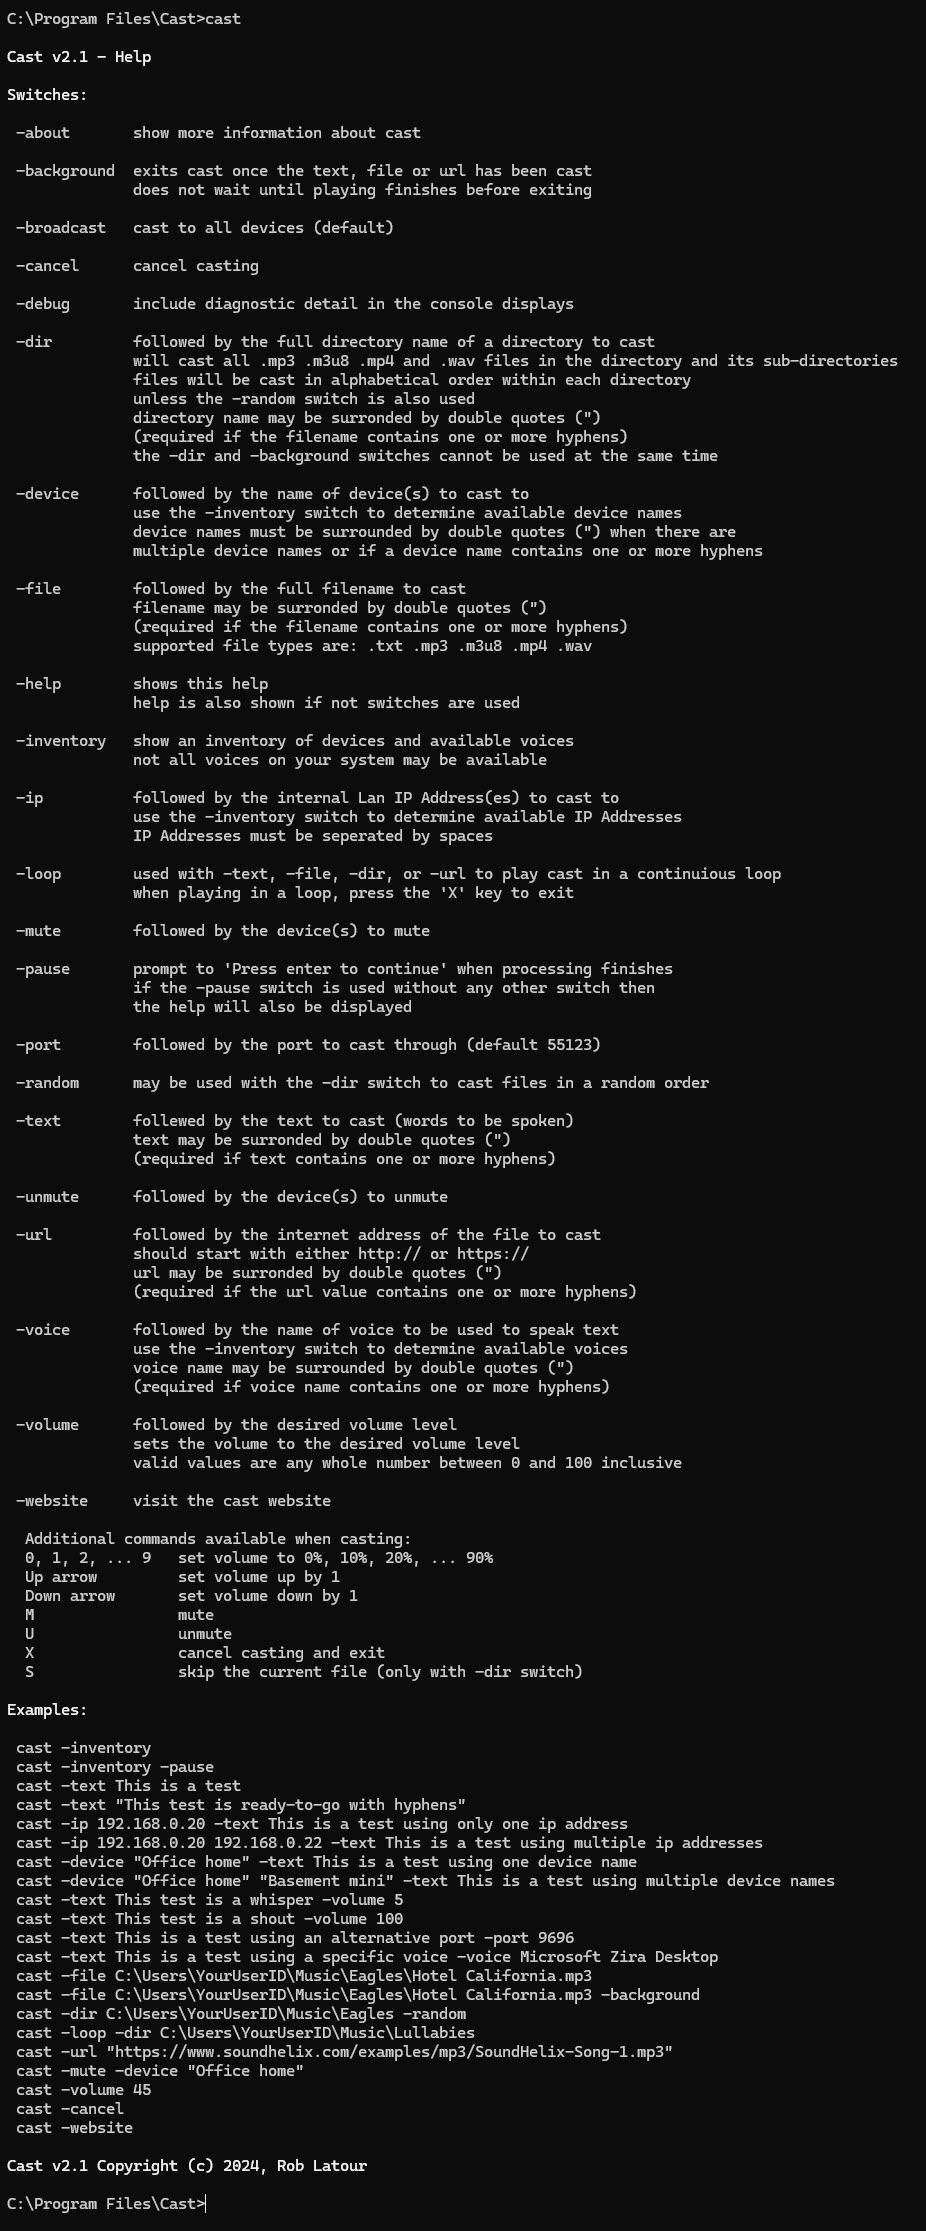 C:\Program Files\Cast>cast
Cast v2.1 - Help
Switches:
-about show more information about cast
-background exits cast once the text, file or url has been cast
does not wait until playing finishes before exiting
-broadcast cast to all devices (default)
-cancel cancel casting
-debug include diagnostic detail in the console displays
-dir followed by the full directory name of a directory to cast
will cast all .mp3 .m3u8 .mp4 and .wav files in the directory and its sub-directories
files will be cast in alphabetical order within each directory
unless the -random switch is also used
directory name may be surronded by double quotes (")
(required if the filename contains one or more hyphens)
the -dir and -background switches cannot be used at the same time
-device followed by the name of device(s) to cast to
use the -inventory switch to determine available device names
device names must be surrounded by double quotes (") when there are
multiple device names or if a device name contains one or more hyphens
-file followed by the full filename to cast
filename may be surronded by double quotes (")
(required if the filename contains one or more hyphens)
supported file types are: .txt .mp3 .m3u8 .mp4 .wav
-help shows this help
help is also shown if not switches are used
-inventory show an inventory of devices and available voices
not all voices on your system may be available
-ip followed by the internal Lan IP Address(es) to cast to
use the -inventory switch to determine available IP Addresses
IP Addresses must be seperated by spaces
-loop used with -text, -file, -dir, or -url to play cast in a continuious loop
when playing in a loop, press the 'X' key to exit
-mute followed by the device(s) to mute
-pause prompt to 'Press enter to continue' when processing finishes
if the -pause switch is used without any other switch then
the help will also be displayed
-port followed by the port to cast through (default 55123)
-random may be used with the -dir switch to cast files in a random order
-text follewed by the text to cast (words to be spoken)
text may be surronded by double quotes (")
(required if text contains one or more hyphens)
-unmute followed by the device(s) to unmute
-url followed by the internet address of the file to cast
should start with either http:// or https://
url may be surronded by double quotes (")
(required if the url value contains one or more hyphens)
-voice followed by the name of voice to be used to speak text
use the -inventory switch to determine available voices
voice name may be surrounded by double quotes (")
(required if voice name contains one or more hyphens)
-volume followed by the desired volume level
sets the volume to the desired volume level
valid values are any whole number between 0 and 100 inclusive
-website visit the cast website
Additional commands available when casting:
0, 1, 2, ... 9 set volume to 0%, 10%, 20%, ... 90%
Up arrow set volume up by 1
Down arrow set volume down by 1
M mute
U unmute
X cancel casting and exit
S skip the current file (only with -dir switch)
Examples:
cast -inventory
cast -inventory -pause
cast -text This is a test
cast -text "This test is ready-to-go with hyphens"
cast -ip 192.168.0.20 -text This is a test using only one ip address
cast -ip 192.168.0.20 192.168.0.22 -text This is a test using multiple ip addresses
cast -device "Office home" -text This is a test using one device name
cast -device "Office home" "Basement mini" -text This is a test using multiple device names
cast -text This test is a whisper -volume 5
cast -text This test is a shout -volume 100
cast -text This is a test using an alternative port -port 9696
cast -text This is a test using a specific voice -voice Microsoft Zira Desktop
cast -file C:\Users\YourUserID\Music\Eagles\Hotel California.mp3
cast -file C:\Users\YourUserID\Music\Eagles\Hotel California.mp3 -background
cast -dir C:\Users\YourUserID\Music\Eagles -random
cast -loop -dir C:\Users\YourUserID\Music\Lullabies
cast -url "https://www.soundhelix.com/examples/mp3/SoundHelix-Song-1.mp3"
cast -mute -device "Office home"
cast -volume 45
cast -cancel
cast -website
Cast v2.1 Copyright (c) 2024, Rob Latour
C:\Program Files\Cast>